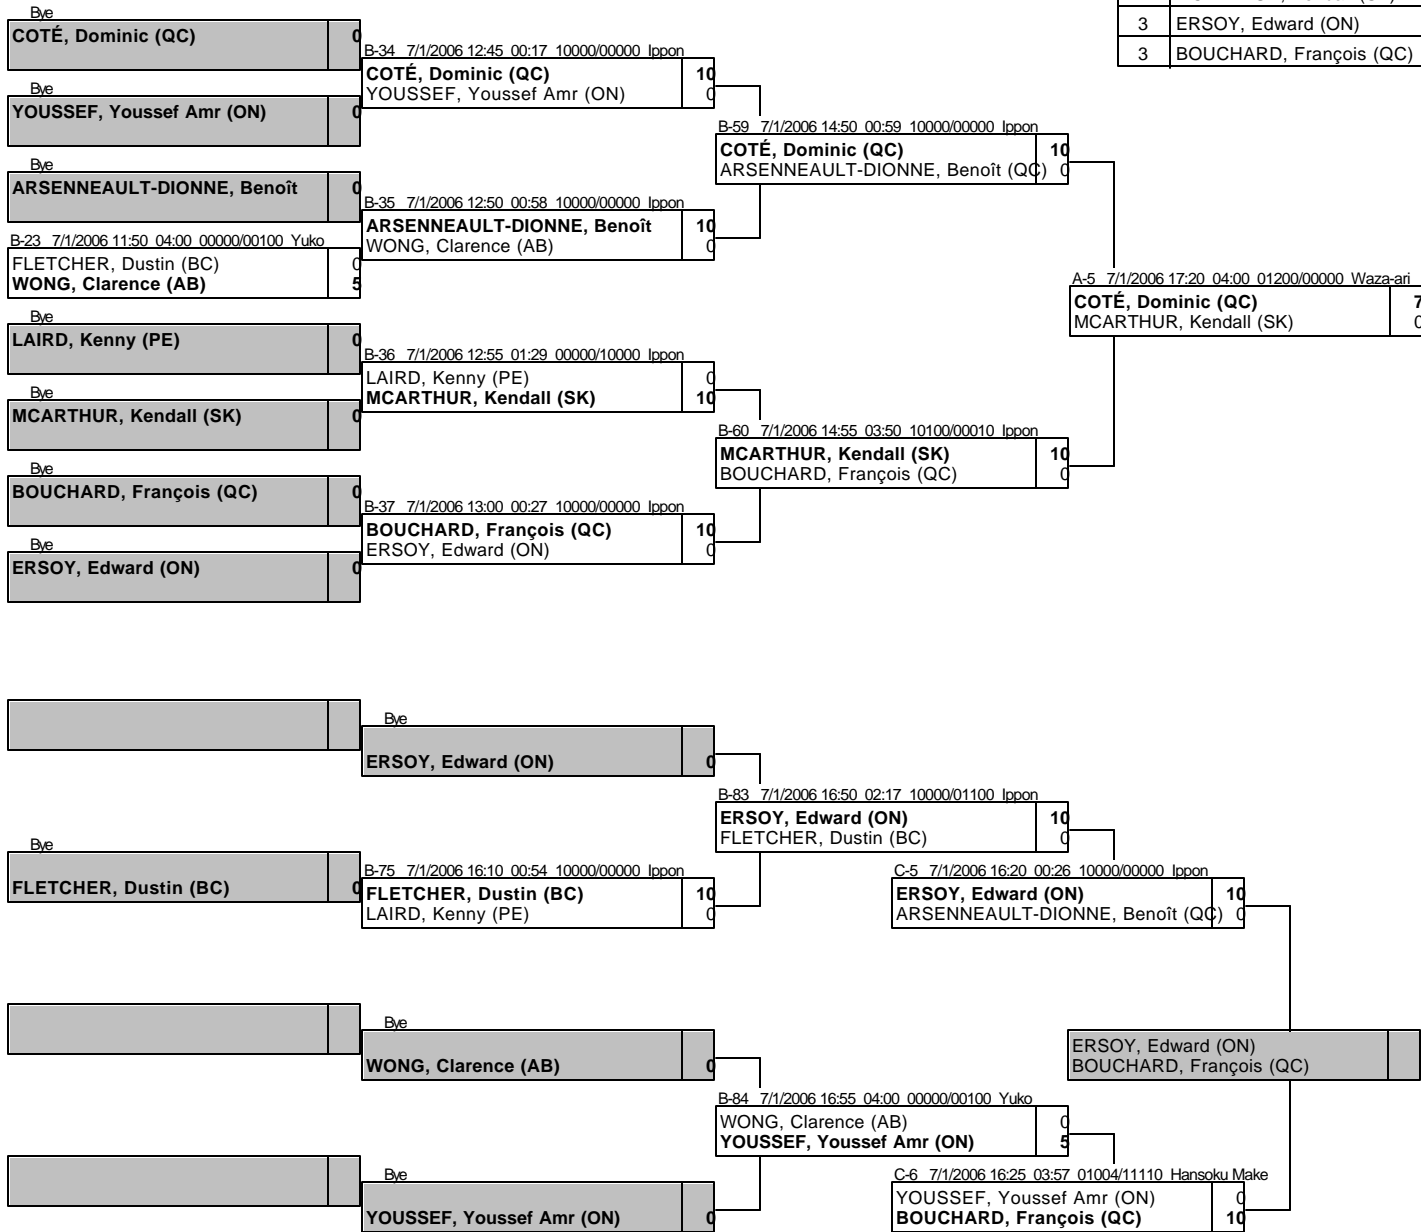 3 ERSOY, Edward (ON)
3 BOUCHARD, François (QC)
Bye
COTÉ, Dominic (QC) 0
B-34 7/1/2006 12:45 00:17 10000/00000 Ippon
COTÉ, Dominic (QC) 10
YOUSSEF, Youssef Amr (ON) 0
Bye
YOUSSEF, Youssef Amr (ON) 0
B-59 7/1/2006 14:50 00:59 10000/00000 Ippon
COTÉ, Dominic (QC) 10
ARSENNEAULT-DIONNE, Benoît (QC) 0
Bye
ARSENNEAULT-DIONNE, Benoît 0
B-35 7/1/2006 12:50 00:58 10000/00000 Ippon
ARSENNEAULT-DIONNE, Benoît 10
WONG, Clarence (AB) 0
B-23 7/1/2006 11:50 04:00 00000/00100 Yuko
FLETCHER, Dustin (BC) 0
WONG, Clarence (AB) 5
A-5 7/1/2006 17:20 04:00 01200/00000 Waza-ari
COTÉ, Dominic (QC) 7
MCARTHUR, Kendall (SK) 0
Bye
LAIRD, Kenny (PE) 0
B-36 7/1/2006 12:55 01:29 00000/10000 Ippon
LAIRD, Kenny (PE) 0
MCARTHUR, Kendall (SK) 10
Bye
MCARTHUR, Kendall (SK) 0
B-60 7/1/2006 14:55 03:50 10100/00010 Ippon
MCARTHUR, Kendall (SK) 10
BOUCHARD, François (QC) 0
Bye
BOUCHARD, François (QC) 0
B-37 7/1/2006 13:00 00:27 10000/00000 Ippon
BOUCHARD, François (QC) 10
ERSOY, Edward (ON) 0
Bye
ERSOY, Edward (ON) 0
Bye
ERSOY, Edward (ON) 0
B-83 7/1/2006 16:50 02:17 10000/01100 Ippon
ERSOY, Edward (ON) 10
FLETCHER, Dustin (BC) 0
Bye
FLETCHER, Dustin (BC) 0
B-75 7/1/2006 16:10 00:54 10000/00000 Ippon
FLETCHER, Dustin (BC) 10
LAIRD, Kenny (PE) 0
C-5 7/1/2006 16:20 00:26 10000/00000 Ippon
ERSOY, Edward (ON) 10
ARSENNEAULT-DIONNE, Benoît (QC) 0
Bye
WONG, Clarence (AB) 0
ERSOY, Edward (ON)
BOUCHARD, François (QC)
B-84 7/1/2006 16:55 04:00 00000/00100 Yuko
WONG, Clarence (AB) 0
YOUSSEF, Youssef Amr (ON) 5
Bye
YOUSSEF, Youssef Amr (ON) 0
C-6 7/1/2006 16:25 03:57 01004/11110 Hansoku Make
YOUSSEF, Youssef Amr (ON) 0
BOUCHARD, François (QC) 10